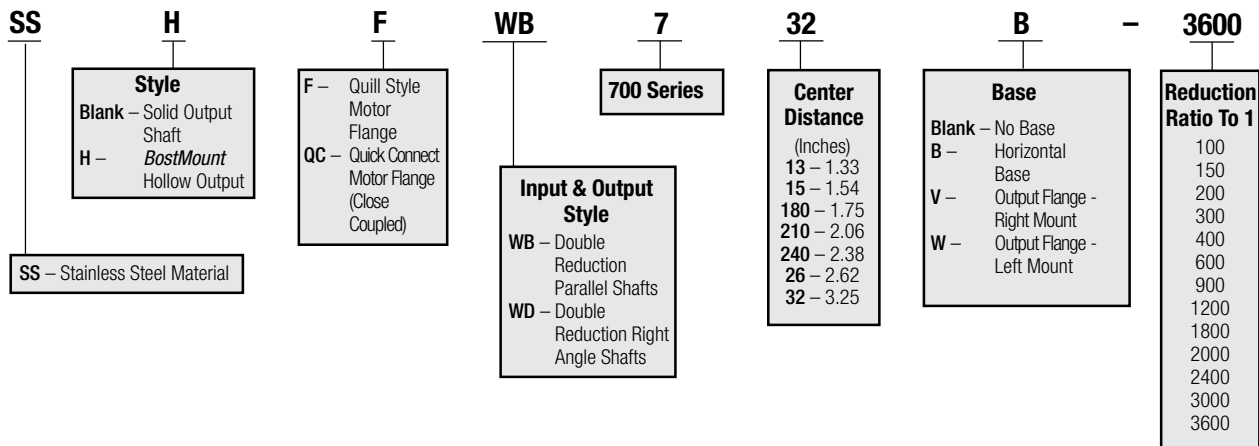 SS H F WB 7 32 B – 3600
Style
Blank – Solid Output
Shaft
H – BostMount
Hollow Output
SS – Stainless Steel Material
F – Quill Style
Motor
Flange
QC – Quick Connect
Motor Flange
(Close
Coupled)
Input & Output
Style
WB – Double
Reduction
Parallel Shafts
WD – Double
Reduction Right
Angle Shafts
700 Series
Center
Distance
(Inches)
13 – 1.33
15 – 1.54
180 – 1.75
210 – 2.06
240 – 2.38
26 – 2.62
32 – 3.25
Base
Blank – No Base
B – Horizontal
Base
V – Output Flange -
Right Mount
W – Output Flange -
Left Mount
Reduction
Ratio To 1
100
150
200
300
400
600
900
1200
1800
2000
2400
3000
3600